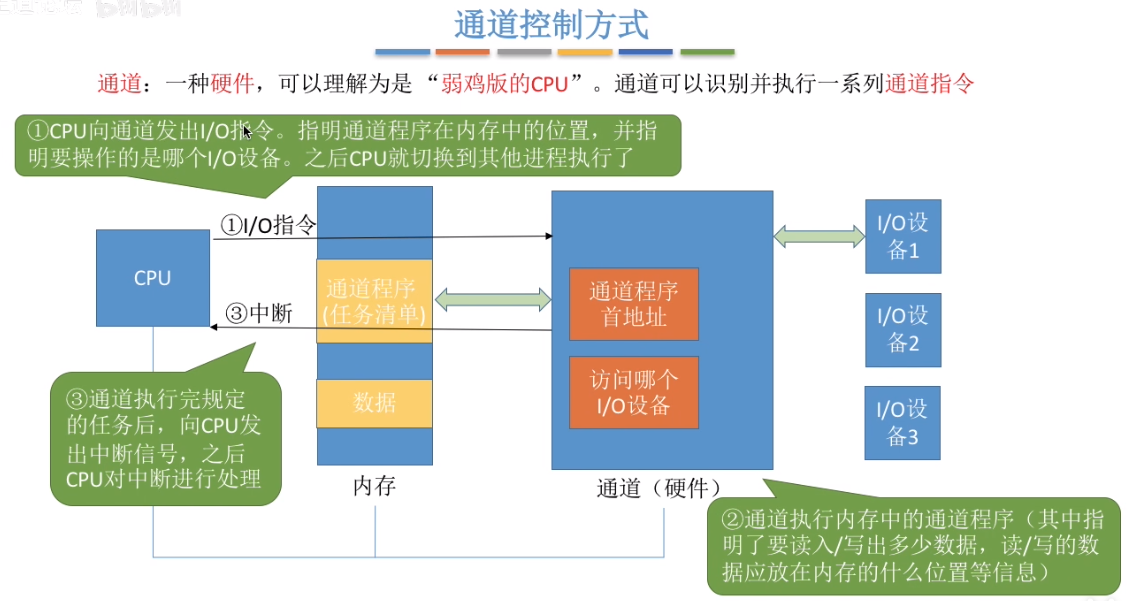 通道控制方式
通道：一种硬件，可以理解为是“弱鸡版的CPU”。通道可以识别并执行一系列通道指令
①CPU向通道发出I/O指令。指明通道程序在内存中的位置，并指
明要操作的是哪个I/O设备。之后CPU就切换到其他进程执行了
①I/O指令
CPU
通道程序
(任务清单)
③中断
数据
内存
通道程序
首地址
访问哪个
I/O设备
通道（硬件）
I/O设
备1
I/O设
备2
I/O设
备3
③通道执行完规定
的任务后，向CPU发
出中断信号，之后
CPU对中断进行处理
②通道执行内存中的通道程序（其中指
明了要读入/写出多少数据，读/写的数
据应放在内存的什么位置等信息）